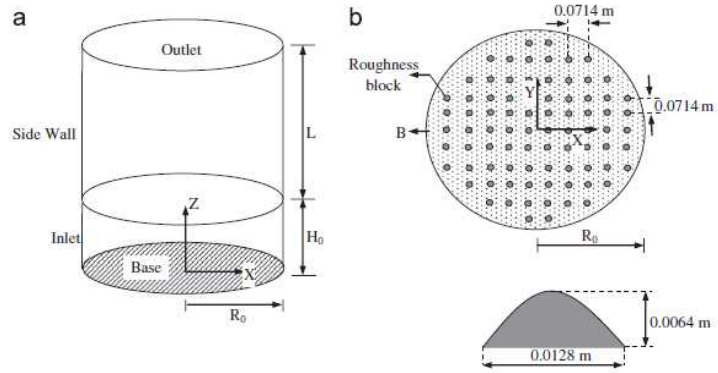 a
Outlet
Side Wall
L
Z
Inlet
H₀
Base
X
R₀
b
0.0714 m
Roughness
block
Y
0.0714 m
B
X
R₀
0.0064 m
0.0128 m